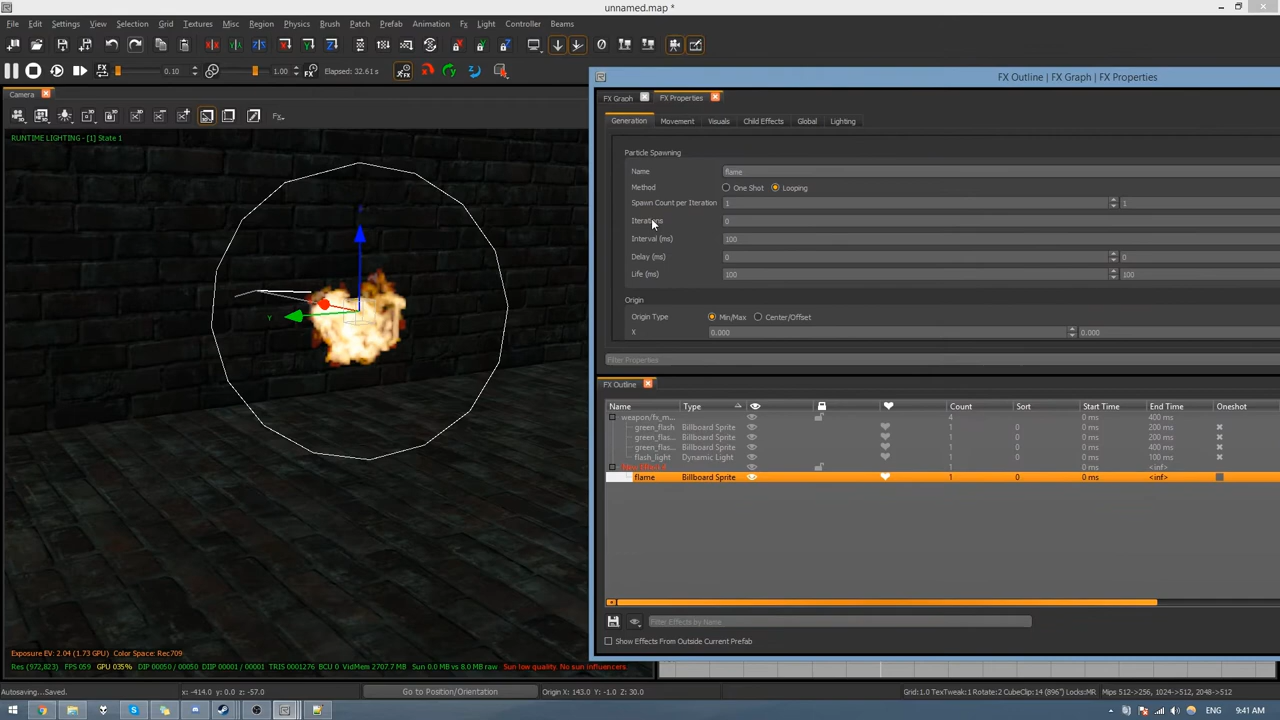 unnamed.map *
File Edit Settings View Selection Grid Textures Misc Region Physics Brush Patch Prefab Animation Fx Light Controller Beams
FX 0.10 1.00 FX Elapsed: 32.61s
Camera
Fx
RUNTIME LIGHTING - [1] State 1
Y
Exposure EV: 2.04 (1.73 GPU) Color Space: Rec709
Res (972,823) FPS 059 GPU 035% DIP 00050 // 00050 DIIP 00001 // 00001 TRIS 0001276 BCU 0 VidMem 2707.7 MB Sun 0.0 MB vs 8.0 MB raw Sun low quality. No sun influencers.
FX Outline | FX Graph | FX Properties
FX Graph FX Properties
Generation Movement Visuals Child Effects Global Lighting
Particle Spawning
Name flame
Method One Shot Looping
Spawn Count per Iteration 1 1
Iterations 0
Interval (ms) 100
Delay (ms) 0 0
Life (ms) 100 100
Origin
Origin Type Min/Max Center/Offset
X 0.000 0.000
Filter Properties
FX Outline
Name Type Count Sort Start Time End Time Oneshot
weapon/fx_m... 4 0 ms 400 ms
green_flash Billboard Sprite 1 0 0 ms 200 ms
green_flas... Billboard Sprite 1 0 0 ms 200 ms
green_flas... Billboard Sprite 1 0 0 ms 400 ms
flash_light Dynamic Light 1 0 0 ms 100 ms
1 0 ms <inf>
flame Billboard Sprite 1 0 0 ms <inf>
Filter Effects by Name
Show Effects From Outside Current Prefab
Autosaving...Saved. x: -414.0 y: 0.0 z: -57.0 Go to Position/Orientation Origin X: 143.0 Y: -1.0 Z: 30.0 Grid:1.0 TexTweak:1 Rotate:2 CubeClip:14 (896") Locks:MR Mips 512->256, 1024->512, 2048->512
ENG 9:41 AM